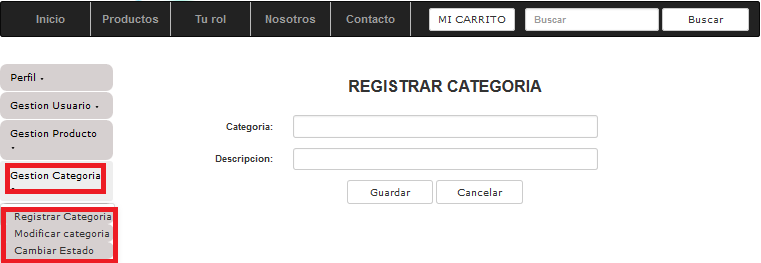 Inicio Productos Tu rol Nosotros Contacto MI CARRITO Buscar Buscar
Perfil
Gestion Usuario
Gestion Producto
Gestion Categoria
Registrar Categoria
Modificar categoria
Cambiar Estado
REGISTRAR CATEGORIA
Categoria:
Descripcion:
Guardar Cancelar